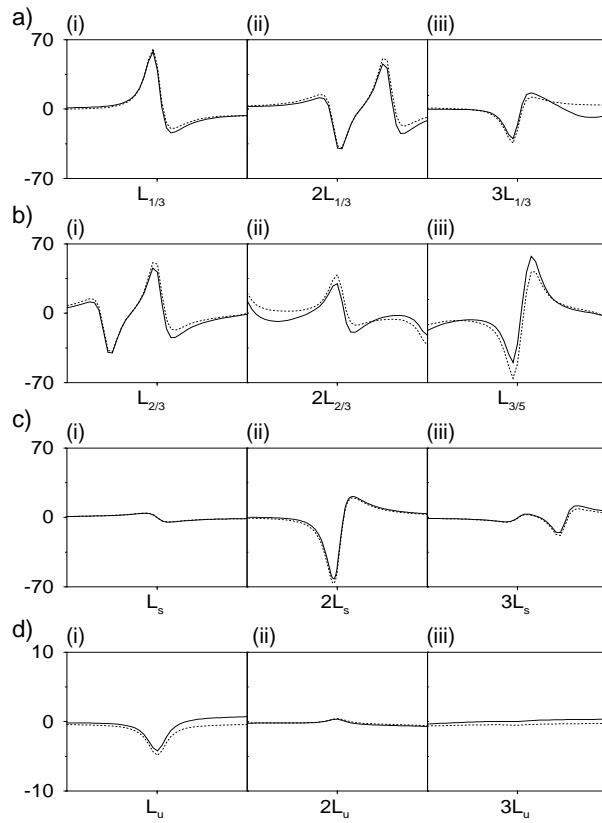 a) (i) (ii) (iii)
70
0
-70
L1/3 2L1/3 3L1/3
b) (i) (ii) (iii)
70
0
-70
L2/3 2L2/3 L3/5
c) (i) (ii) (iii)
70
0
-70
Ls 2Ls 3Ls
d) (i) (ii) (iii)
10
0
-10
Lu 2Lu 3Lu